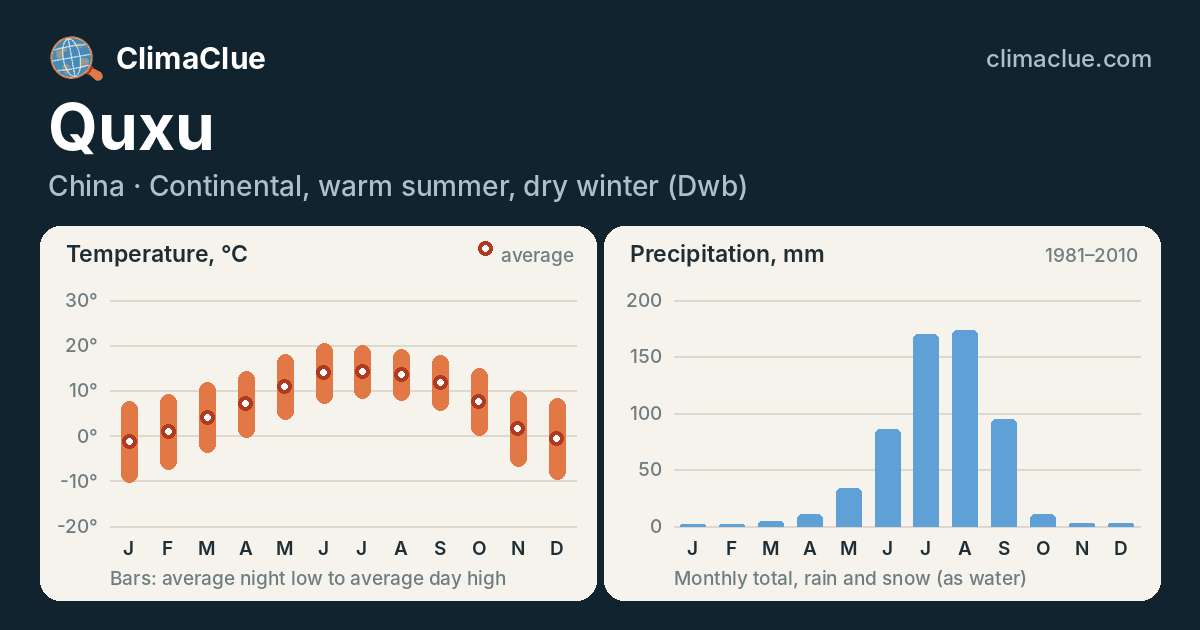 ClimaClue
climaclue.com
Quxu
China · Continental, warm summer, dry winter (Dwb)
Temperature, °C
average
30°
20°
10°
0°
-10°
-20°
J F M A M J J A S O N D
Bars: average night low to average day high
Precipitation, mm
1981–2010
200
150
100
50
0
J F M A M J J A S O N D
Monthly total, rain and snow (as water)